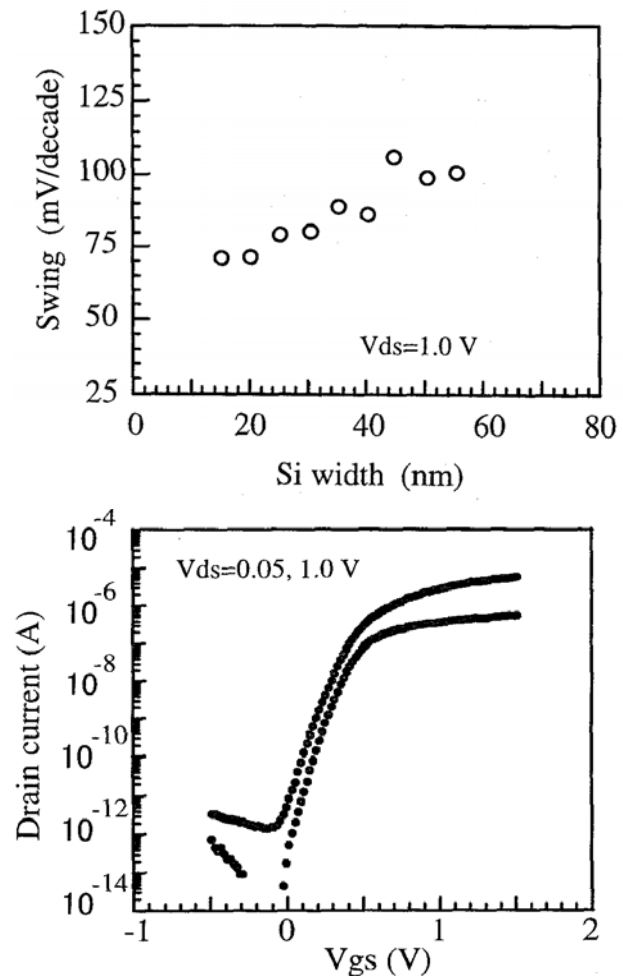 150
125
100
75
50
25
Swing (mV/decade)
Vds=1.0 V
0 20 40 60 80
Si width (nm)
10-4
10-6
10-8
10-10
10-12
10-14
Drain current (A)
Vds=0.05, 1.0 V
-1 0 1 2
Vgs (V)